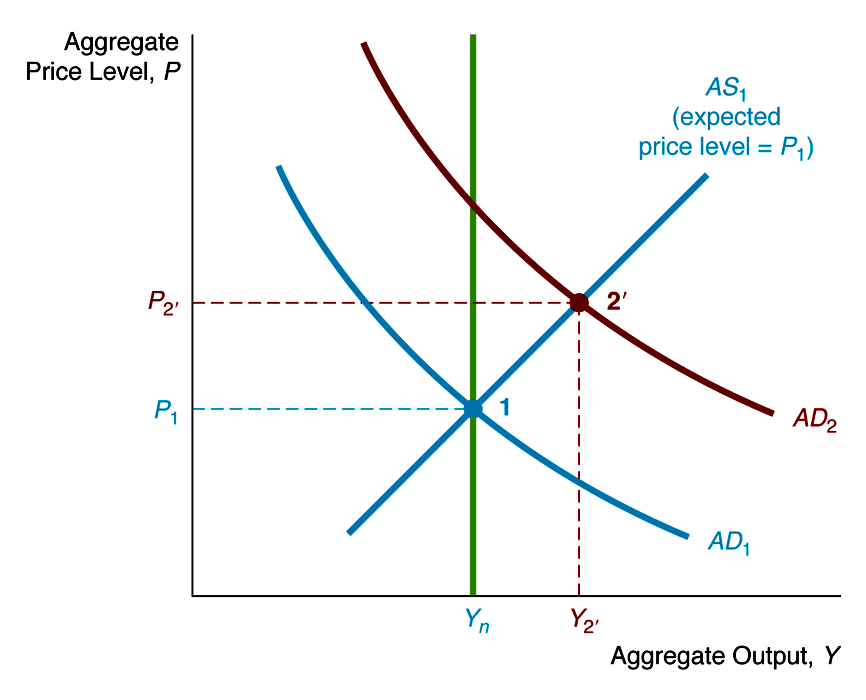 Aggregate
Price Level, P
AS₁
(expected
price level = P₁)
P₂′
2′
P₁
1
AD₂
AD₁
Yₙ
Y₂′
Aggregate Output, Y